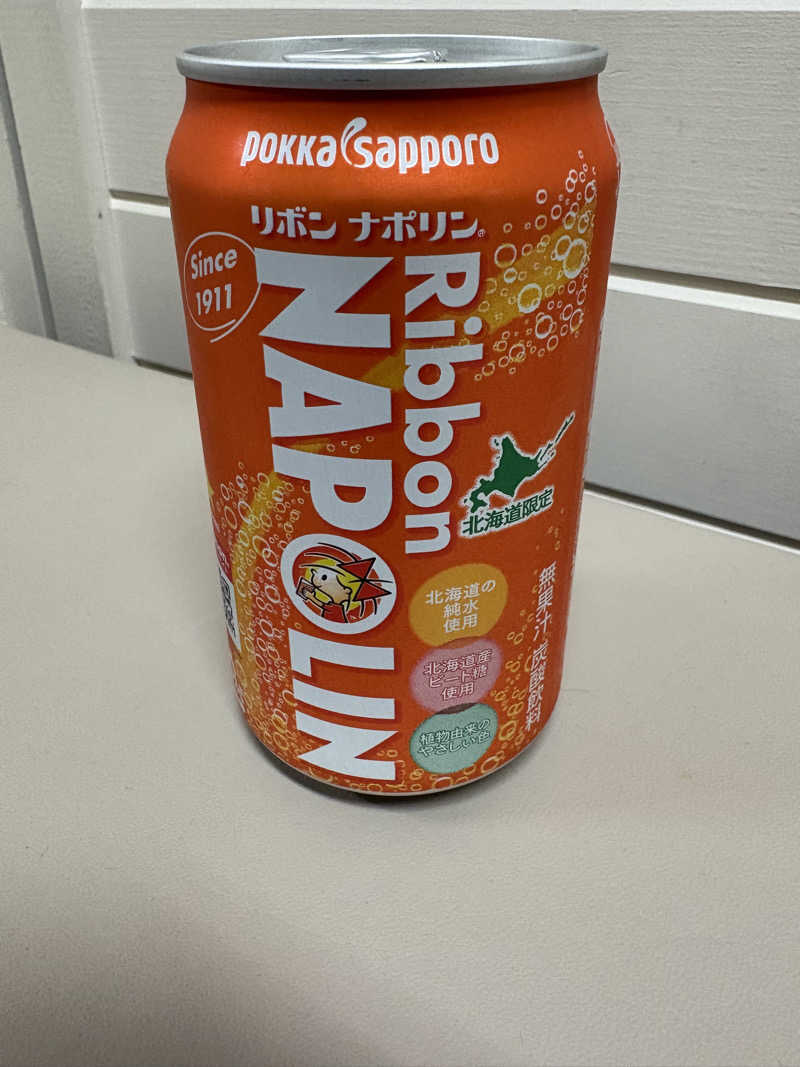 POKKA sapporo
リボン ナポリン®
Since
1911
Ribbon
NAPOLIN
北海道限定
北海道の
純水
使用
北海道産
ビート糖
使用
植物由来の
やさしい色
無果汁・炭酸飲料